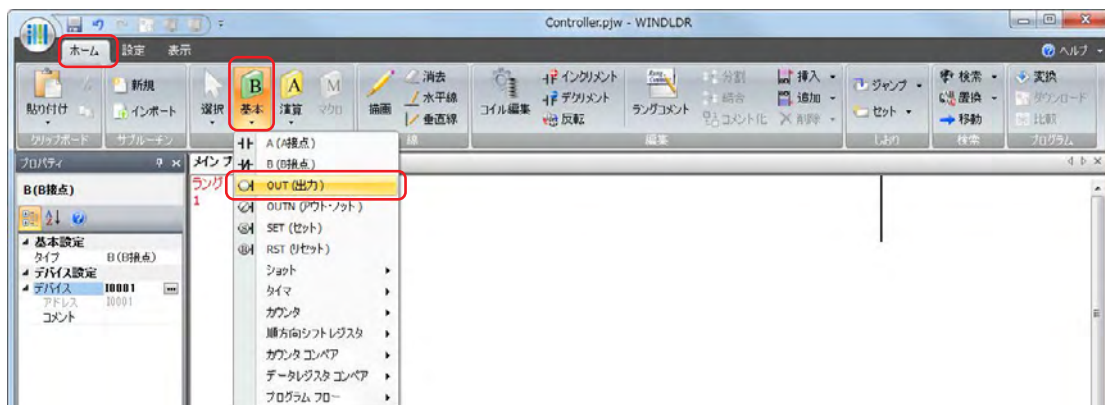 Controller.pjw - WINDLDR
ホーム 設定 表示 ヘルプ
貼り付け 新規 インポート 選択 B 基本 A 演算 M マクロ 描画 消去 水平線 垂直線 コイル編集 インクリメント デクリメント 反転 ラングコメント 分割 結合 挿入 追加 削除 ジャンプ セット 検索 置換 移動 変換 ダウンロード 比較
クリップボード サブルーチン 線 編集 しおり 検索 プログラム
プロパティ
メイン プ
B(B接点)
ラング
1
基本設定
タイプ B(B接点)
デバイス設定
デバイス I0001
アドレス I0001
コメント
A (A接点)
B (B接点)
OUT (出力)
OUTN (アウト・ノット)
SET (セット)
RST (リセット)
ショット
タイマ
カウンタ
順方向シフトレジスタ
カウンタ コンペア
データレジスタ コンペア
プログラム フロー